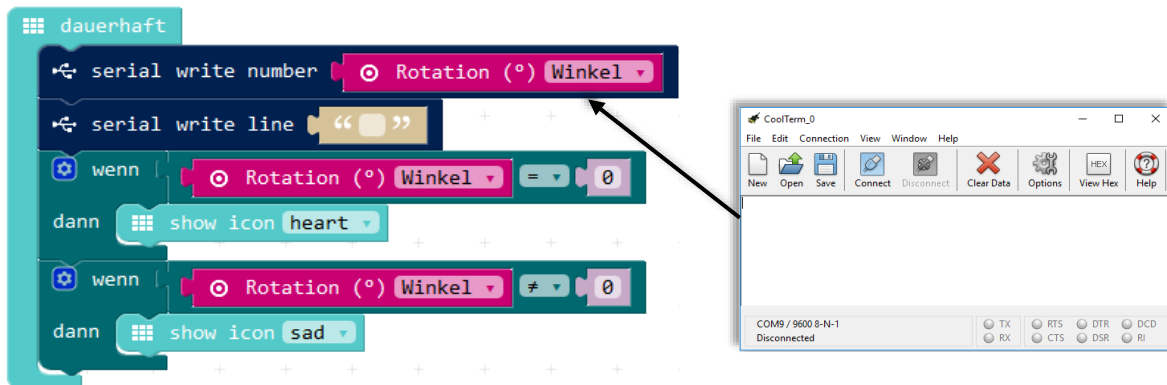 dauerhaft
serial write number Rotation (°) Winkel
serial write line “ ”
wenn Rotation (°) Winkel = 0
dann show icon heart
wenn Rotation (°) Winkel ≠ 0
dann show icon sad
CoolTerm_0
File Edit Connection View Window Help
HEX
New Open Save Connect Disconnect Clear Data Options View Hex Help
COM9 / 9600 8-N-1
Disconnected
TX RTS DTR DCD
RX CTS DSR RI